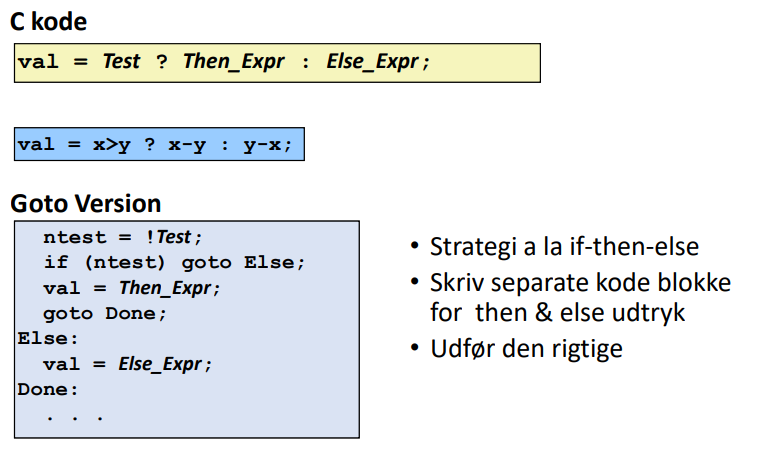 C kode
val = Test ? Then_Expr : Else_Expr;
val = x>y ? x-y : y-x;
Goto Version
ntest = !Test;
if (ntest) goto Else;
val = Then_Expr;
goto Done;
Else:
val = Else_Expr;
Done:
. . .
• Strategi a la if-then-else
• Skriv separate kode blokke
for then & else udtryk
• Udfør den rigtige